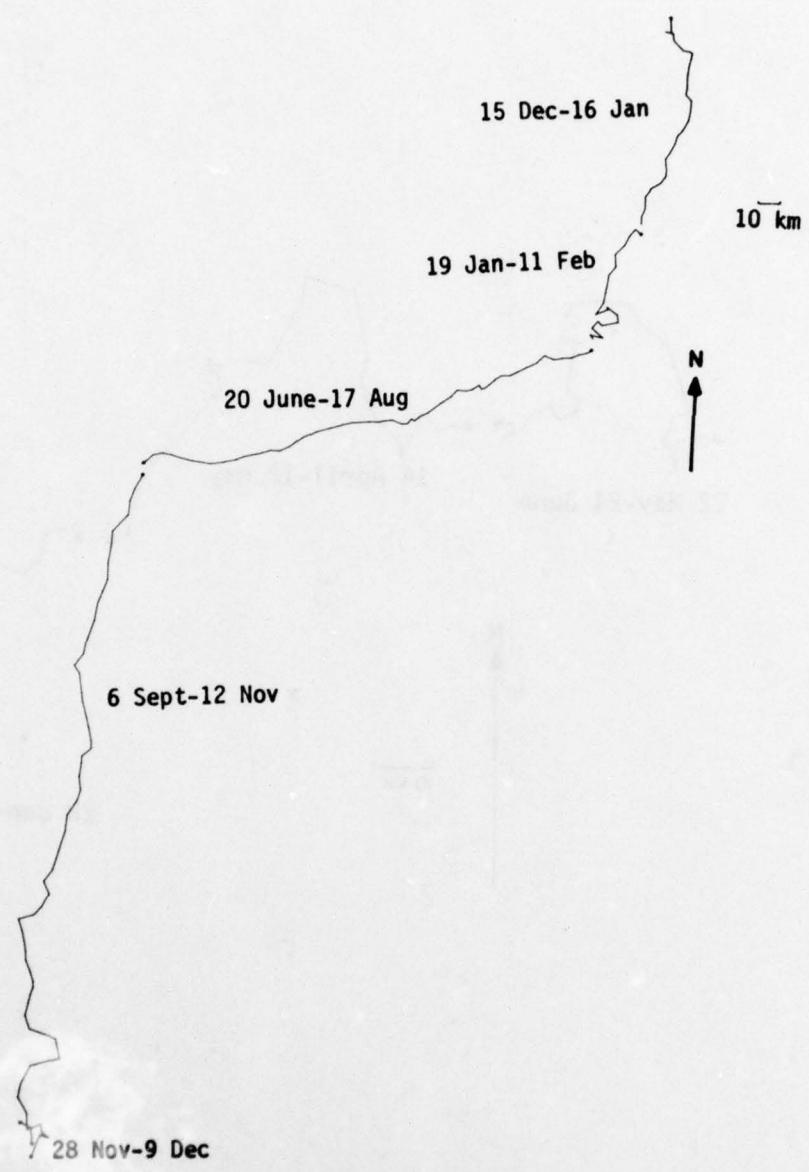 15 Dec-16 Jan
10 km
19 Jan-11 Feb
N
20 June-17 Aug
6 Sept-12 Nov
28 Nov-9 Dec